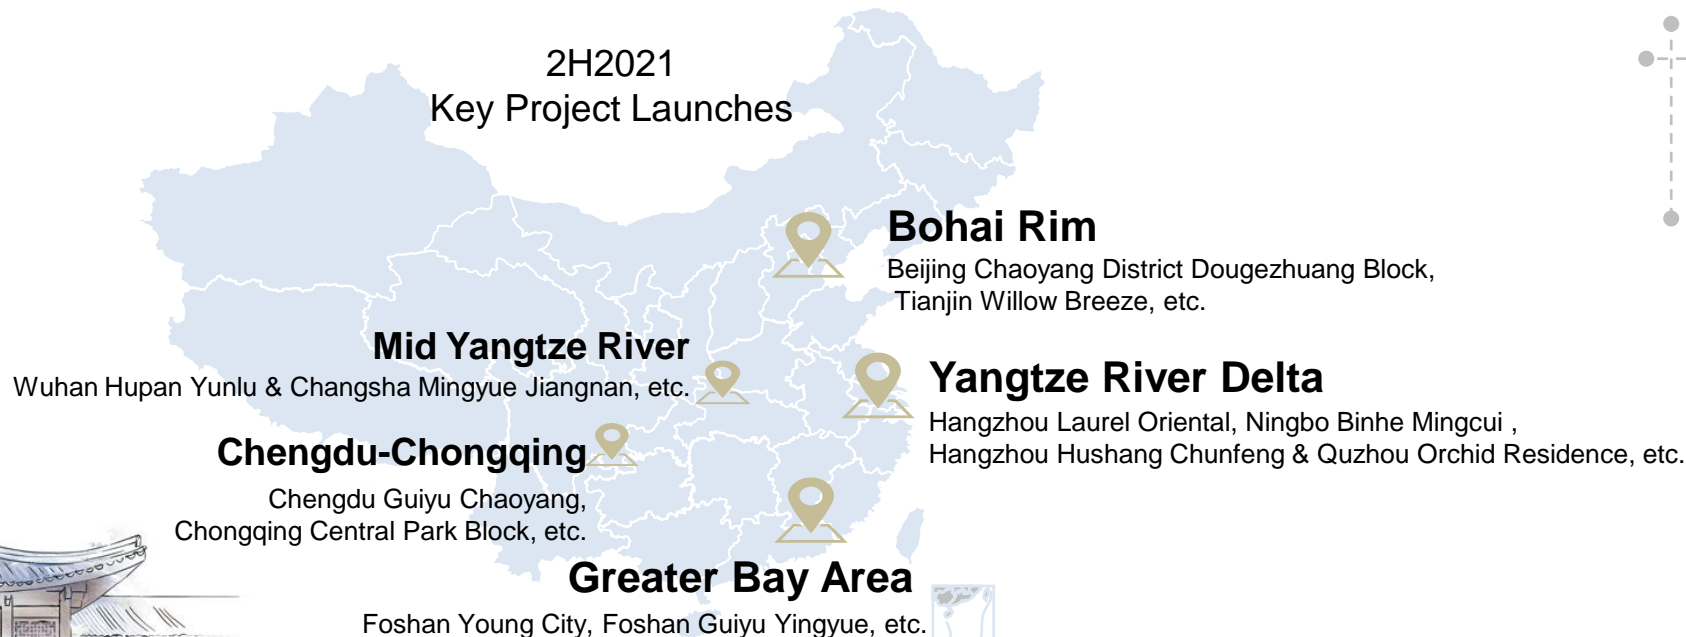 2H2021
Key Project Launches
Bohai Rim
Beijing Chaoyang District Dougezhuang Block,
Tianjin Willow Breeze, etc.
Mid Yangtze River
Wuhan Hupan Yunlu & Changsha Mingyue Jiangnan, etc.
Yangtze River Delta
Hangzhou Laurel Oriental, Ningbo Binhe Mingcui ,
Hangzhou Hushang Chunfeng & Quzhou Orchid Residence, etc.
Chengdu-Chongqing
Chengdu Guiyu Chaoyang,
Chongqing Central Park Block, etc.
Greater Bay Area
Foshan Young City, Foshan Guiyu Yingyue, etc.